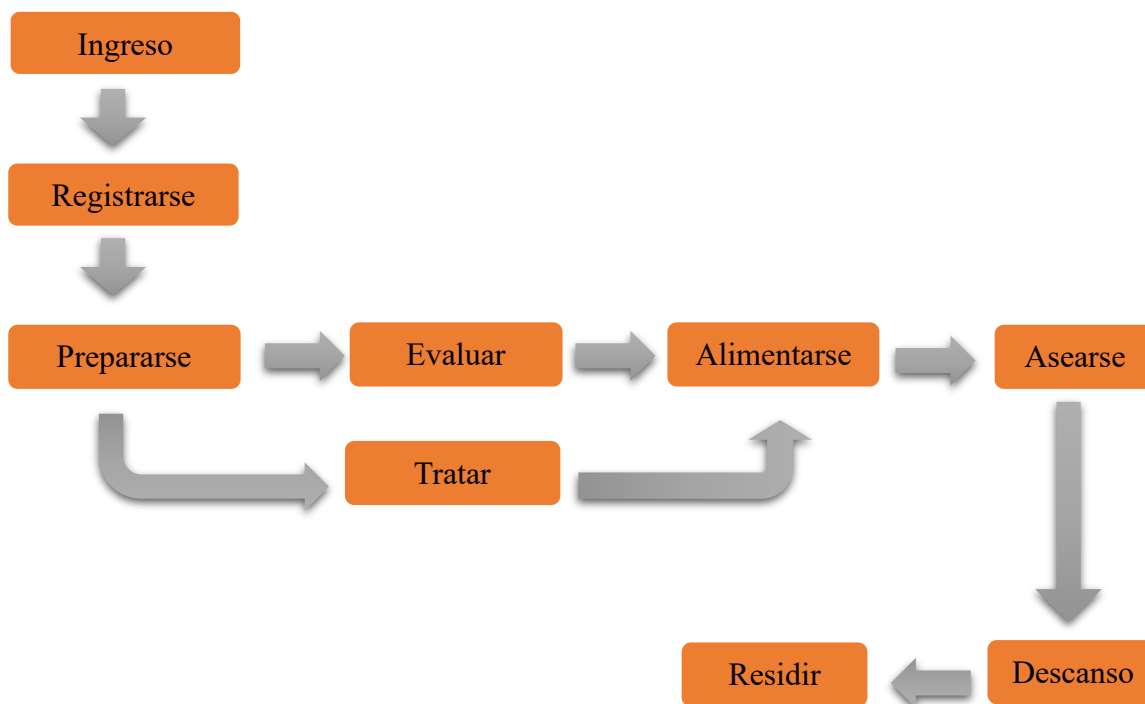 Ingreso
Registrarse
Prepararse
Evaluar
Alimentarse
Asearse
Tratar
Residir
Descanso